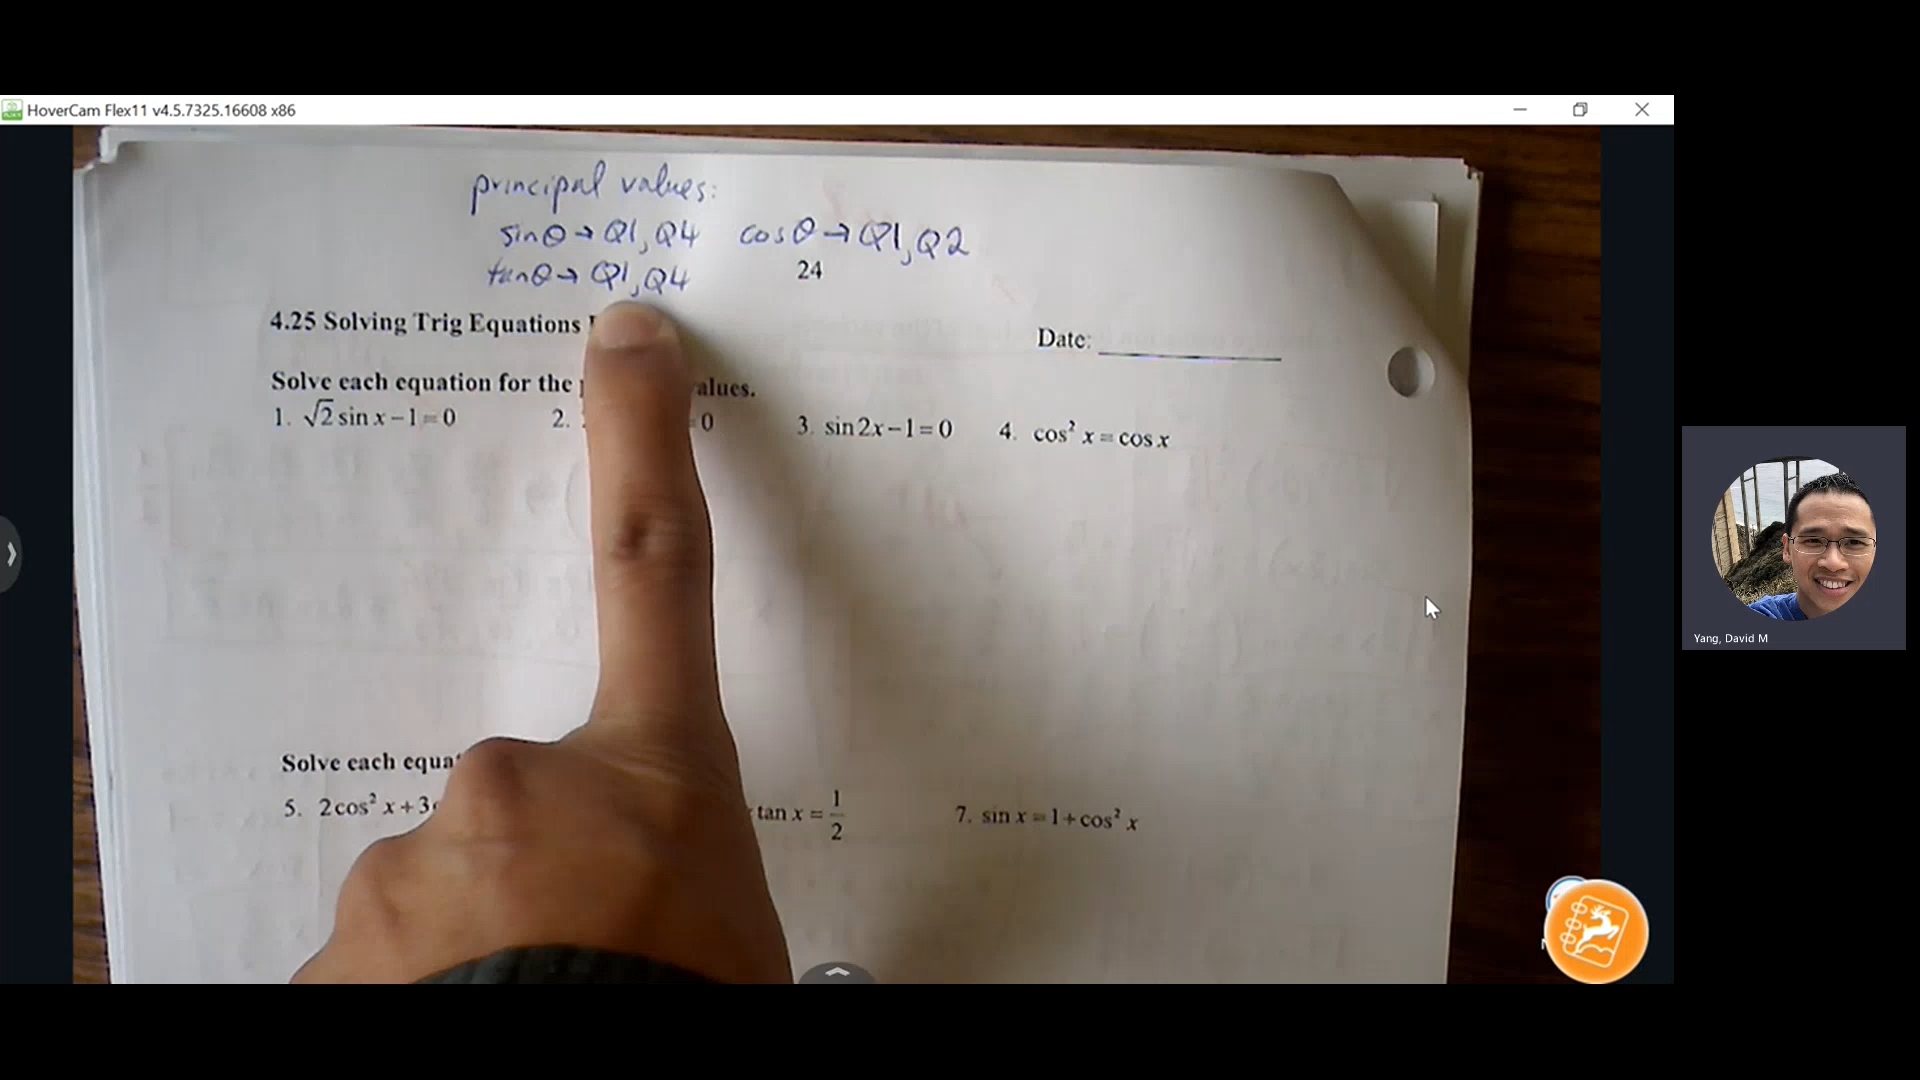 HoverCam Flex11 v4.5.7325.16608 x86
principal values:
sinθ → Q1, Q4 cosθ → Q1, Q2
tanθ → Q1, Q4
24
4.25 Solving Trig Equations
Date:
Solve each equation for the alues.
1. √2 sin x − 1 = 0 2. = 0 3. sin 2x − 1 = 0 4. cos² x = cos x
Solve each equat
5. 2cos² x + 3 tan x = 1/2 7. sin x = 1 + cos² x
Yang, David M